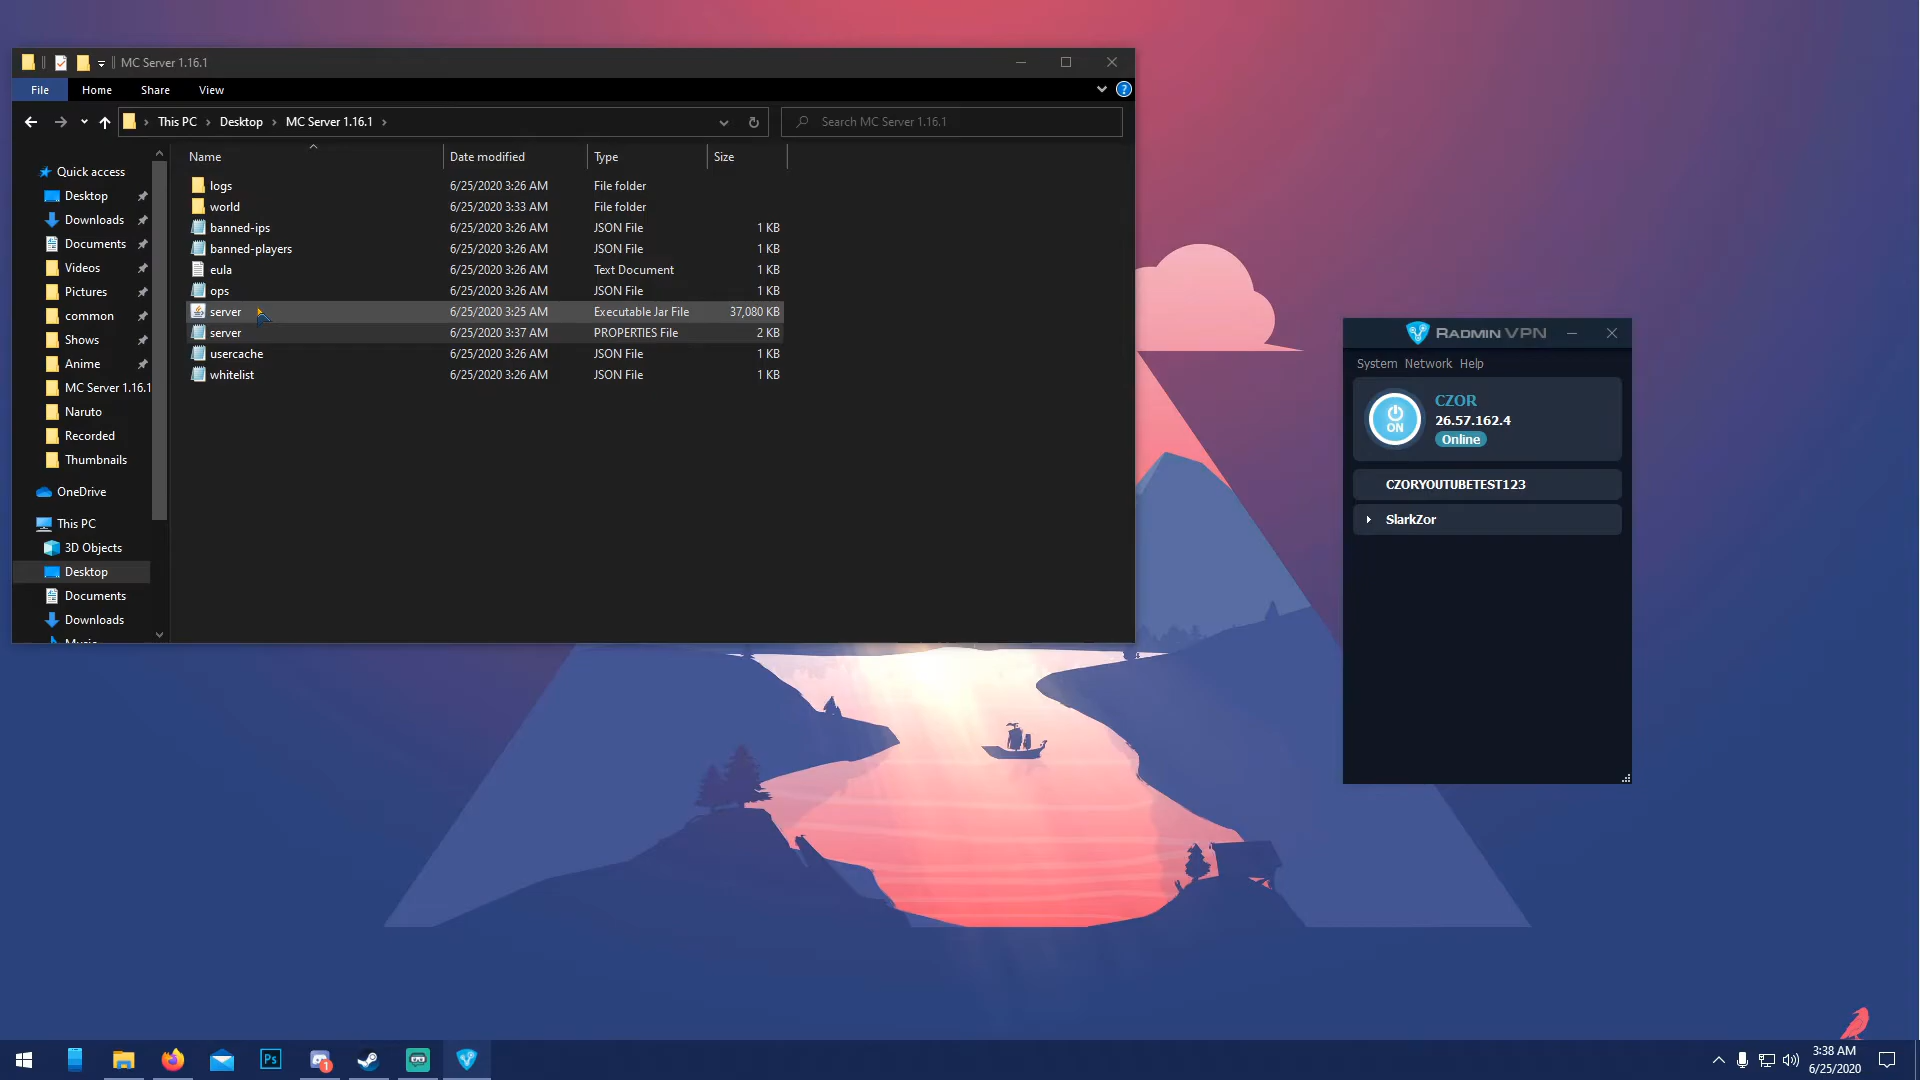 MC Server 1.16.1
File Home Share View
This PC Desktop MC Server 1.16.1
Search MC Server 1.16.1
Name Date modified Type Size
logs 6/25/2020 3:26 AM File folder
world 6/25/2020 3:33 AM File folder
banned-ips 6/25/2020 3:26 AM JSON File 1 KB
banned-players 6/25/2020 3:26 AM JSON File 1 KB
eula 6/25/2020 3:26 AM Text Document 1 KB
ops 6/25/2020 3:26 AM JSON File 1 KB
server 6/25/2020 3:25 AM Executable Jar File 37,080 KB
server 6/25/2020 3:37 AM PROPERTIES File 2 KB
usercache 6/25/2020 3:26 AM JSON File 1 KB
whitelist 6/25/2020 3:26 AM JSON File 1 KB
Quick access
Desktop
Downloads
Documents
Videos
Pictures
common
Shows
Anime
MC Server 1.16.1
Naruto
Recorded
Thumbnails
OneDrive
This PC
3D Objects
Desktop
Documents
Downloads
RADMIN VPN
System Network Help
ON
CZOR
26.57.162.4
Online
CZORYOUTUBETEST123
SlarkZor
Ps
1
3:38 AM
6/25/2020